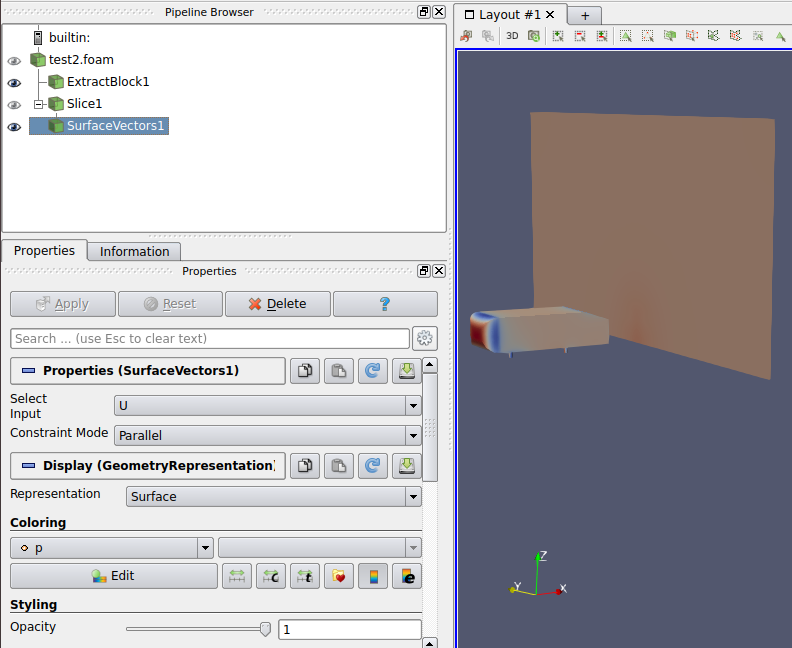 Pipeline Browser
builtin:
test2.foam
ExtractBlock1
Slice1
SurfaceVectors1
Properties
Information
Properties
Apply
Reset
Delete
?
Search ... (use Esc to clear text)
Properties (SurfaceVectors1)
Select
Input
U
Constraint Mode
Parallel
Display (GeometryRepresentation)
Representation
Surface
Coloring
p
Edit
c
t
e
Styling
Opacity
1
Layout #1
+
3D
Z
Y
X